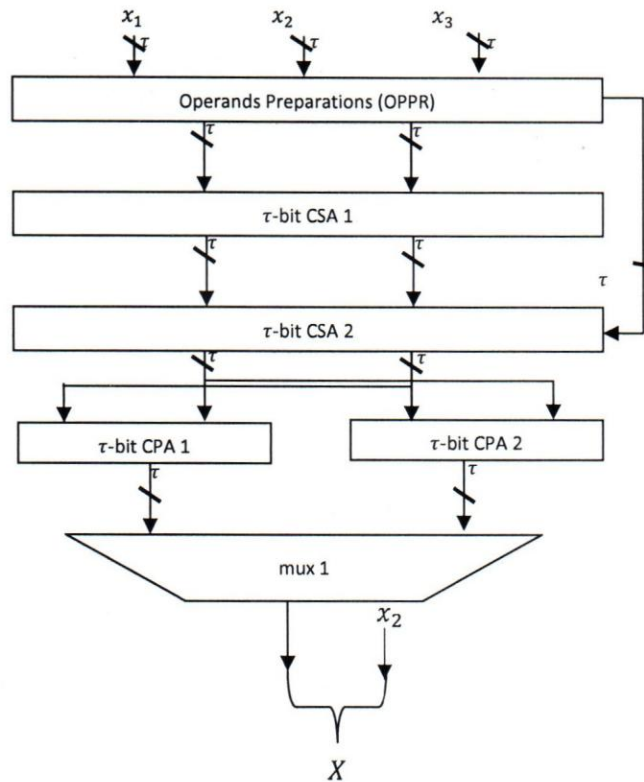 x₁ x₂ x₃
τ τ τ
Operands Preparations (OPPR)
τ τ
τ-bit CSA 1
τ τ
τ
τ-bit CSA 2
τ τ
τ-bit CPA 1 τ-bit CPA 2
τ τ
mux 1
x₂
X